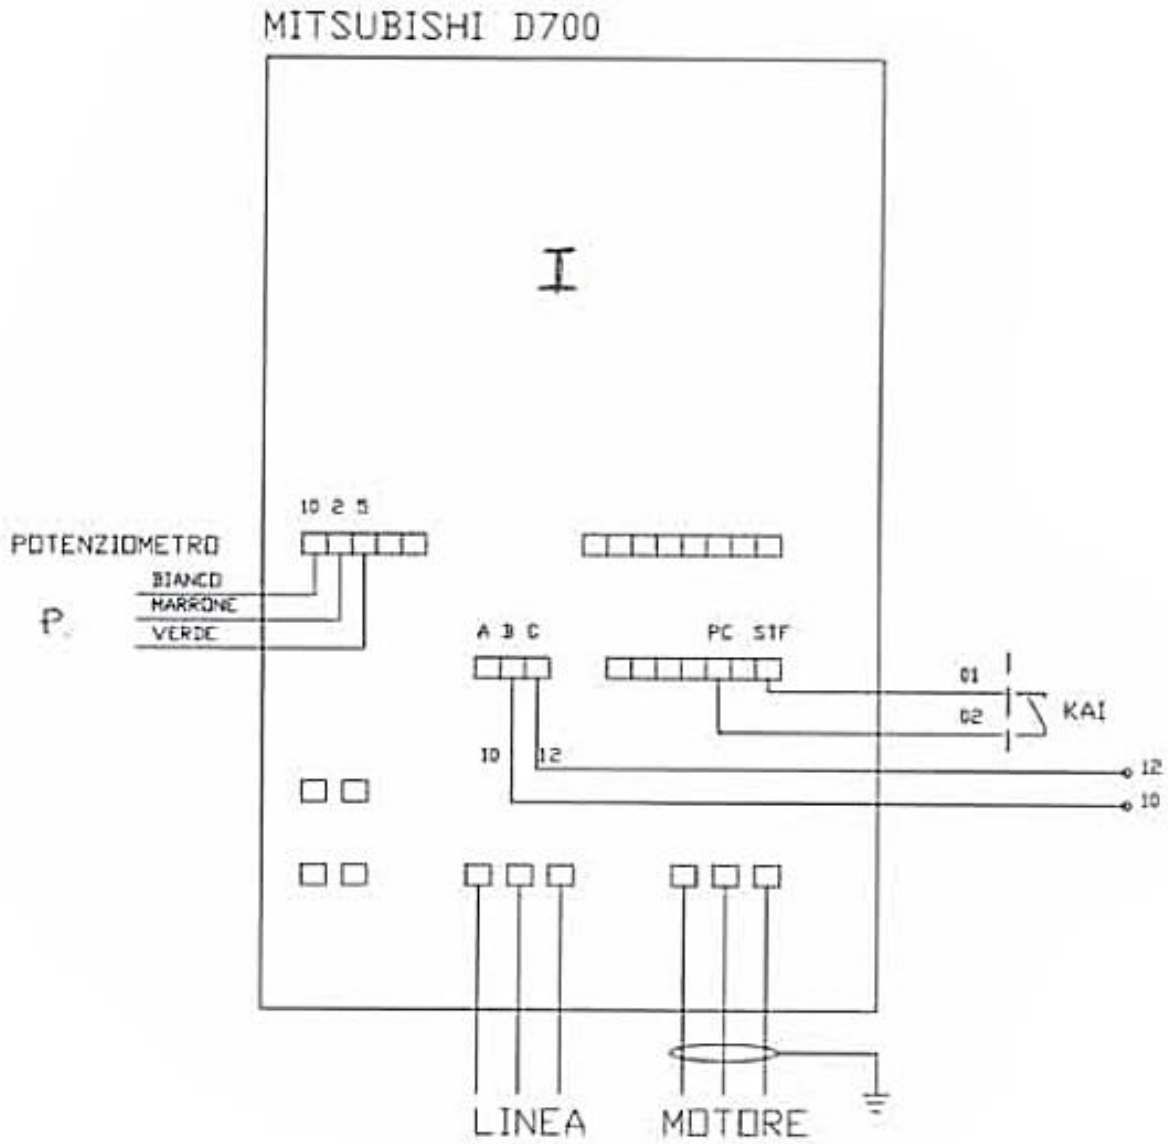 MITSUBISHI D700
I
10 2 5
POTENZIOMETRO
BIANCO
MARRONE
P.
VERDE
A B C
PC STF
01
KAI
02
10
12
12
10
LINEA
MOTORE